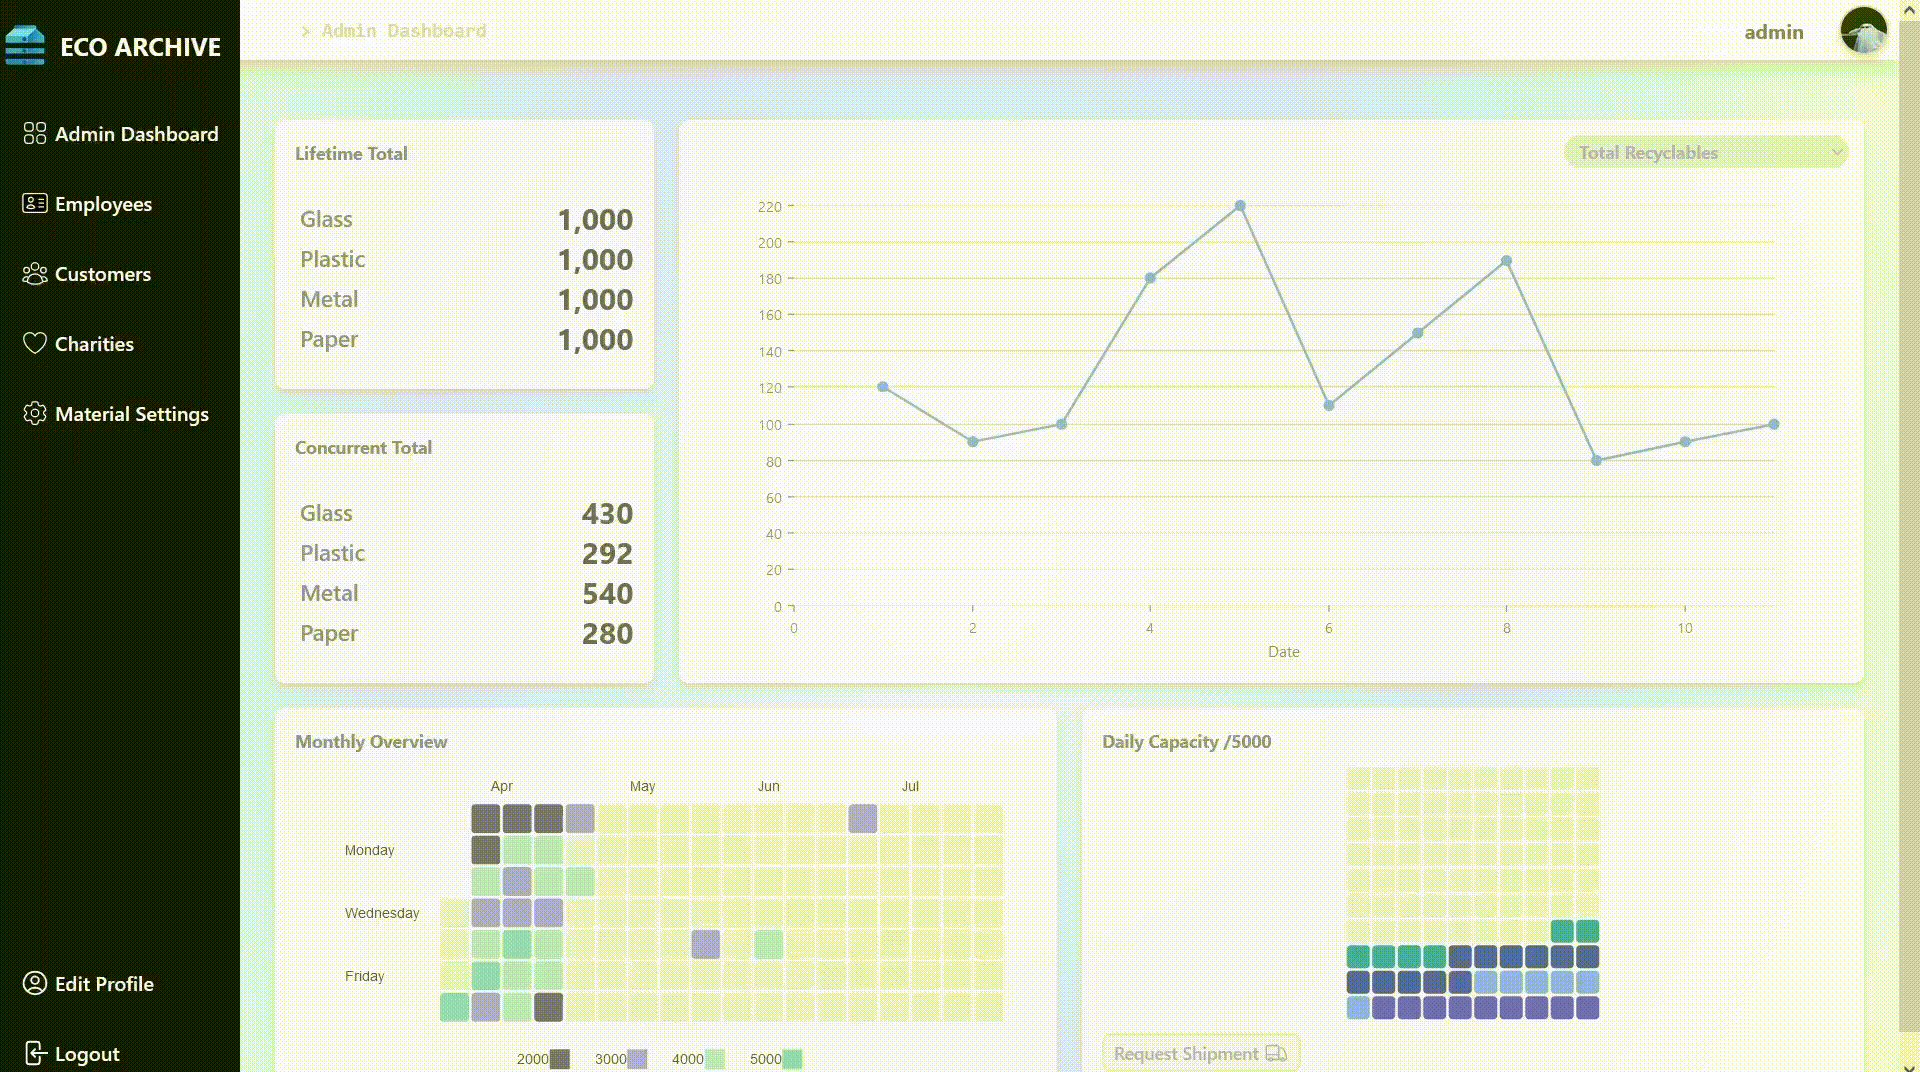 ECO ARCHIVE
Admin Dashboard
Employees
Customers
Charities
Material Settings
Edit Profile
Logout
> Admin Dashboard
admin
Lifetime Total
Glass 1,000
Plastic 1,000
Metal 1,000
Paper 1,000
Concurrent Total
Glass 430
Plastic 292
Metal 540
Paper 280
Total Recyclables
220
200
180
160
140
120
100
80
60
40
20
0
0 2 4 6 8 10
Date
Monthly Overview
Apr May Jun Jul
Monday
Wednesday
Friday
2000 3000 4000 5000
Daily Capacity /5000
Request Shipment